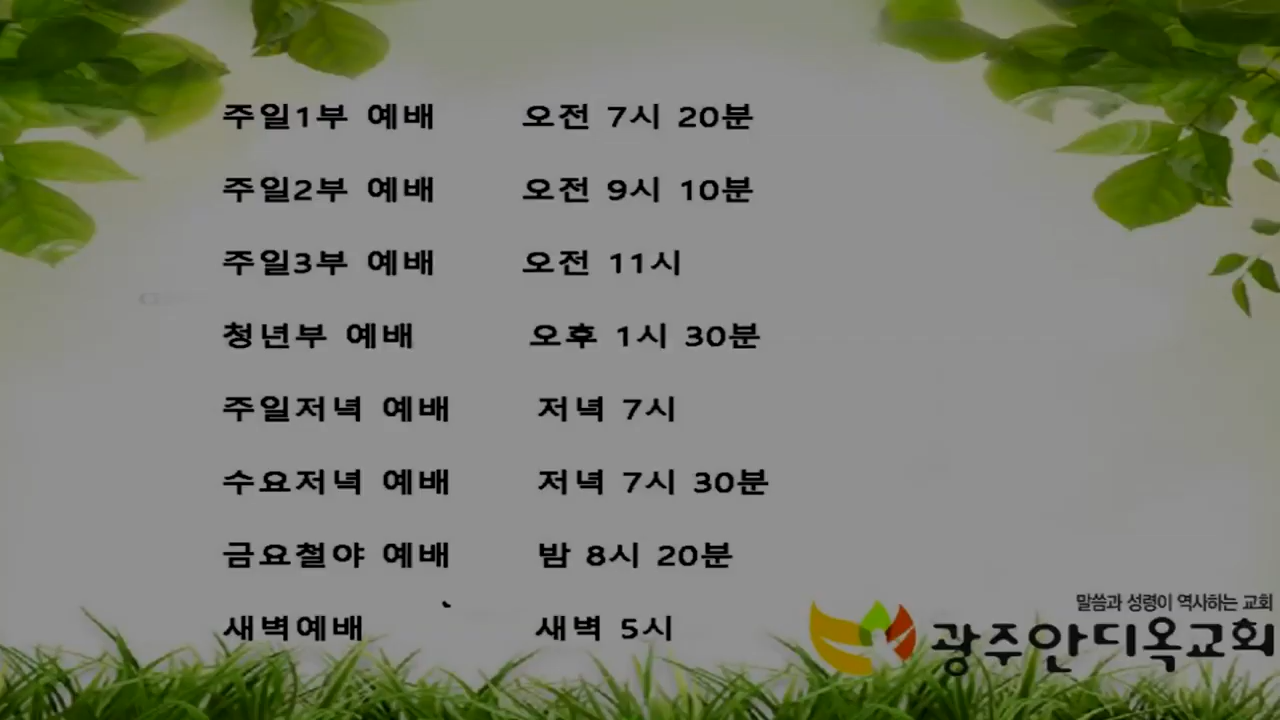 주일1부 예배 오전 7시 20분
주일2부 예배 오전 9시 10분
주일3부 예배 오전 11시
청년부 예배 오후 1시 30분
주일저녁 예배 저녁 7시
수요저녁 예배 저녁 7시 30분
금요철야 예배 밤 8시 20분
새벽예배 새벽 5시
말씀과 성령이 역사하는 교회
광주안디옥교회